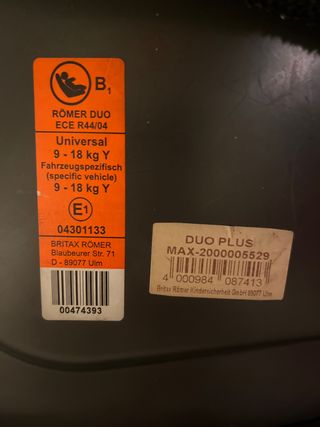 B1
RÖMER DUO
ECE R44/04
Universal
9 - 18 kg Y
Fahrzeugspezifisch
(specific vehicle)
9 - 18 kg Y
E1
04301133
BRITAX RÖMER
Blaubeurer Str. 71
D - 89077 Ulm
00474393
DUO PLUS
MAX-2000005529
4 000984 087413
Britax Römer Kindersicherheit GmbH 89077 Ulm